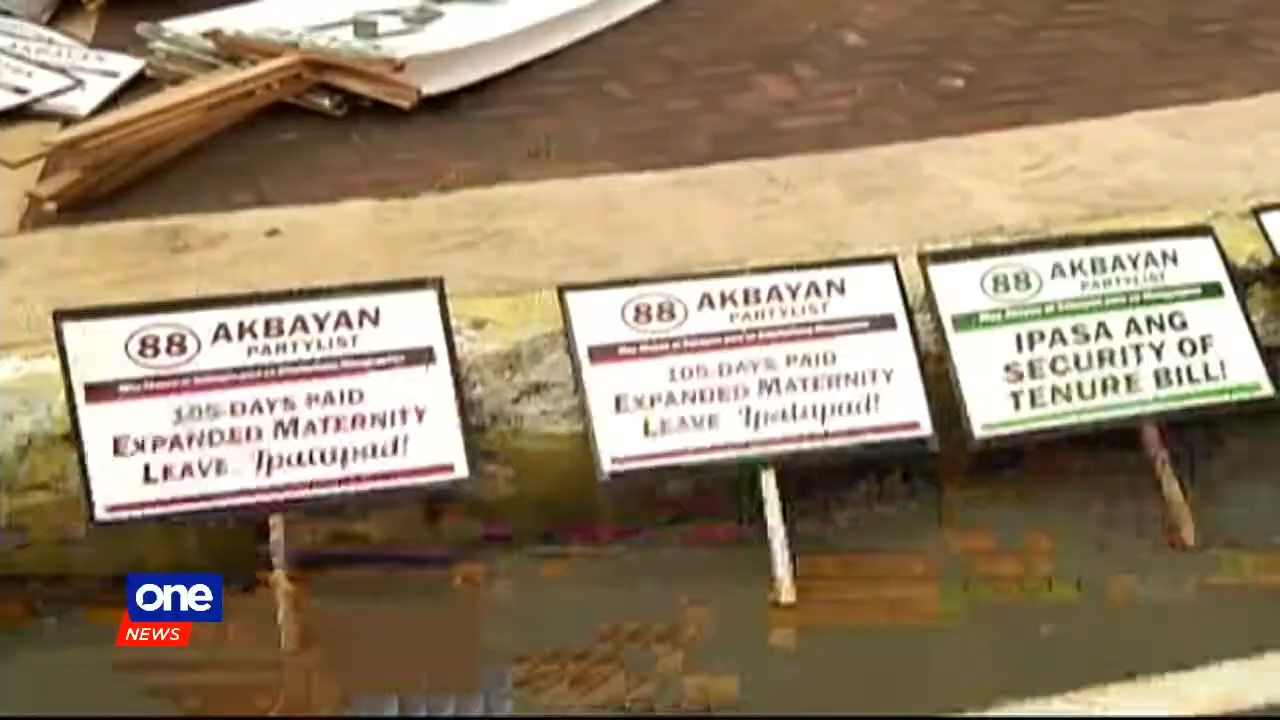 88 AKBAYAN
PARTYLIST
105-DAYS PAID
EXPANDED MATERNITY
LEAVE, Ipatupad!
88 AKBAYAN
PARTYLIST
105-DAYS PAID
EXPANDED MATERNITY
LEAVE Ipatupad!
88 AKBAYAN
PARTYLIST
IPASA ANG
SECURITY OF
TENURE BILL!
one
NEWS